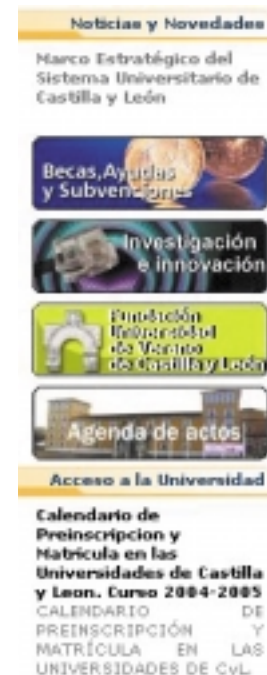 Noticias y Novedades
Marco Estratégico del
Sistema Universitario de
Castilla y León
Becas, Ayudas
y Subvenciones
Investigación
e innovación
Fundación
Universidad
de Verano
de Castilla y León
Agenda de actos
Acceso a la Universidad
Calendario de
Preinscripcion y
Matricula en las
Universidades de Castilla
y Leon. Curso 2004-2005
CALENDARIO DE
PREINSCRIPCIÓN Y
MATRÍCULA EN LAS
UNIVERSIDADES DE CyL.